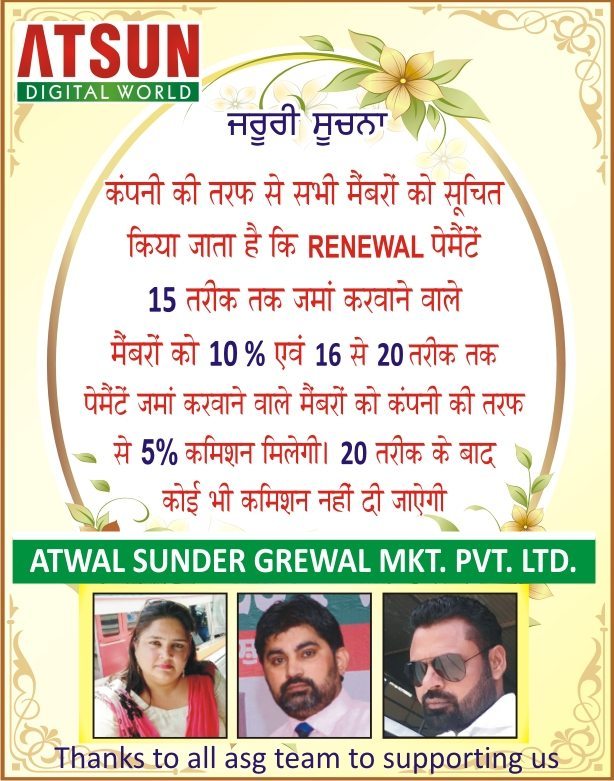 ATSUN
DIGITAL WORLD
ਜਰੂਰੀ ਸੂਚਨਾ
कंपनी की तरफ से सभी मैंबरों को सूचित
किया जाता है कि RENEWAL पेमैंटें
15 तरीक तक जमां करवाने वाले
मैंबरों को 10 % एवं 16 से 20 तरीक तक
पेमैंटें जमां करवाने वाले मैंबरों को कंपनी की तरफ
से 5% कमिशन मिलेगी। 20 तरीक के बाद
कोई भी कमिशन नहीं दी जाऐगी
ATWAL SUNDER GREWAL MKT. PVT. LTD.
Thanks to all asg team to supporting us